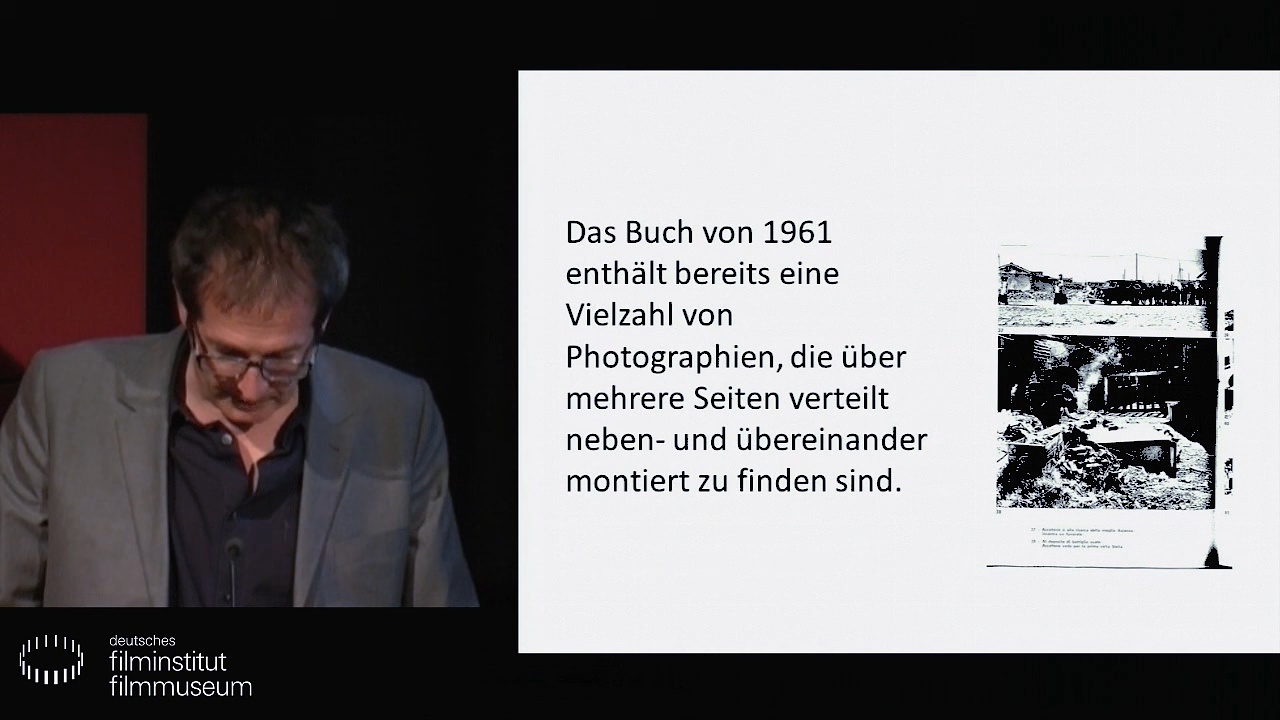 Das Buch von 1961
enthält bereits eine
Vielzahl von
Photographien, die über
mehrere Seiten verteilt
neben- und übereinander
montiert zu finden sind.
deutsches
filminstitut
filmmuseum